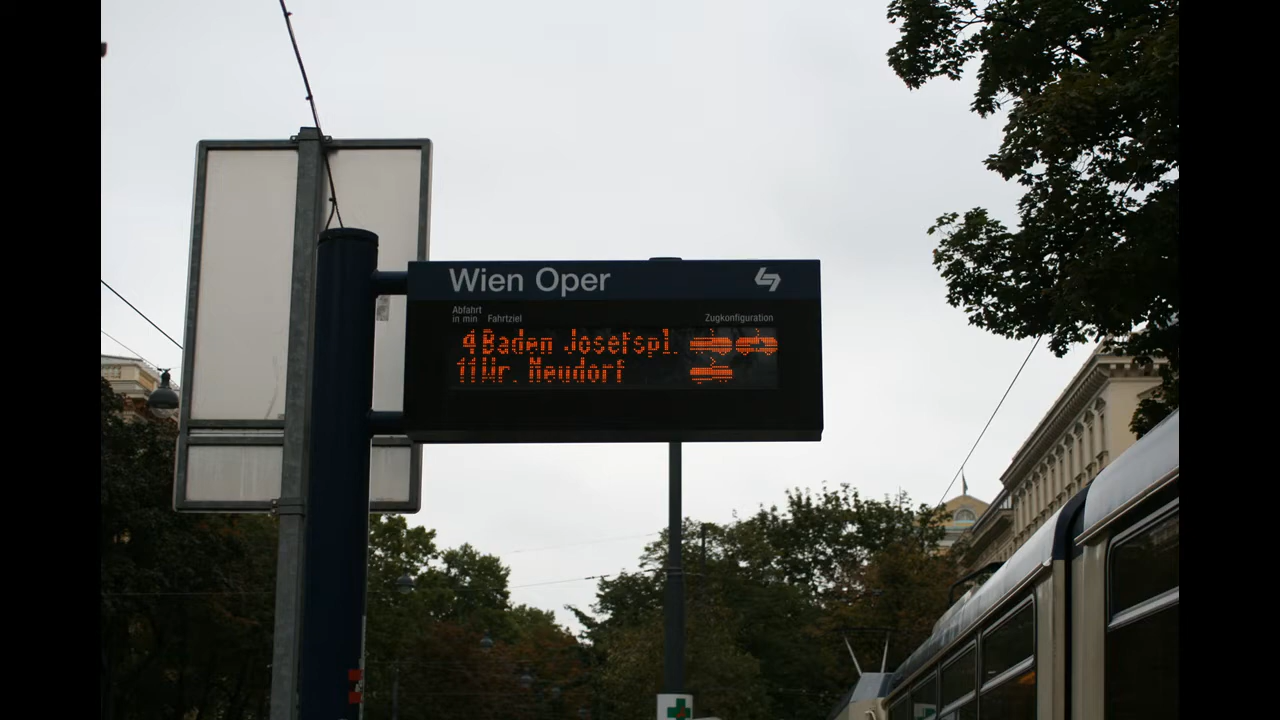 Wien Oper
Abfahrt
in min Fahrtziel Zugkonfiguration
4 Baden Josefspl.
11 Wr. Neudorf